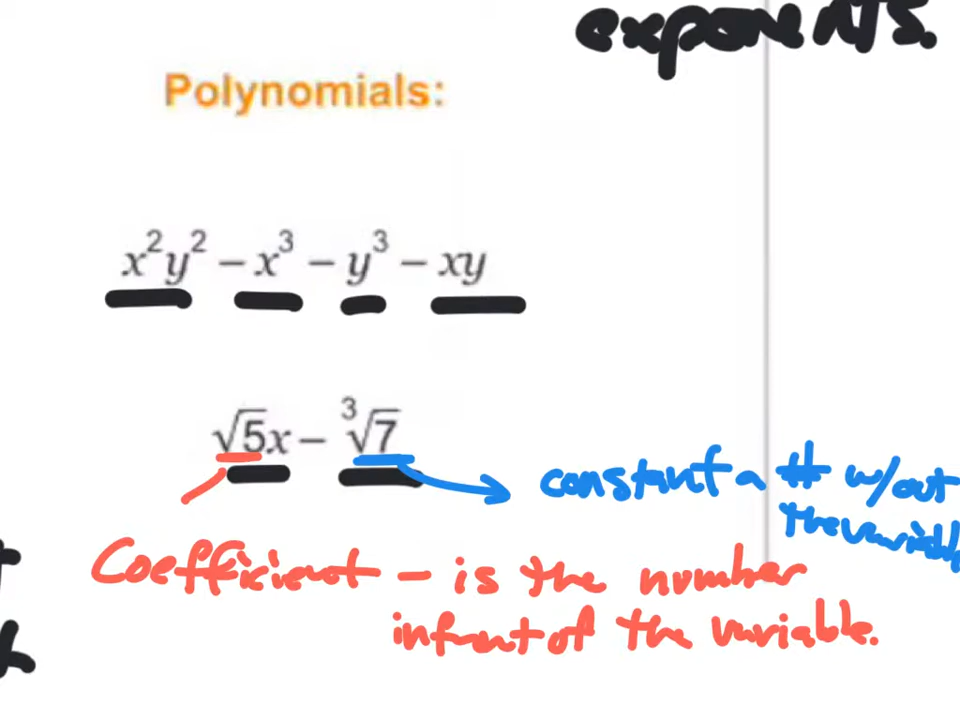 exponents.
Polynomials:
x²y² – x³ – y³ – xy
√5x – ³√7
constant a # w/out
the variable
Coefficient – is the number
infront of the variable.